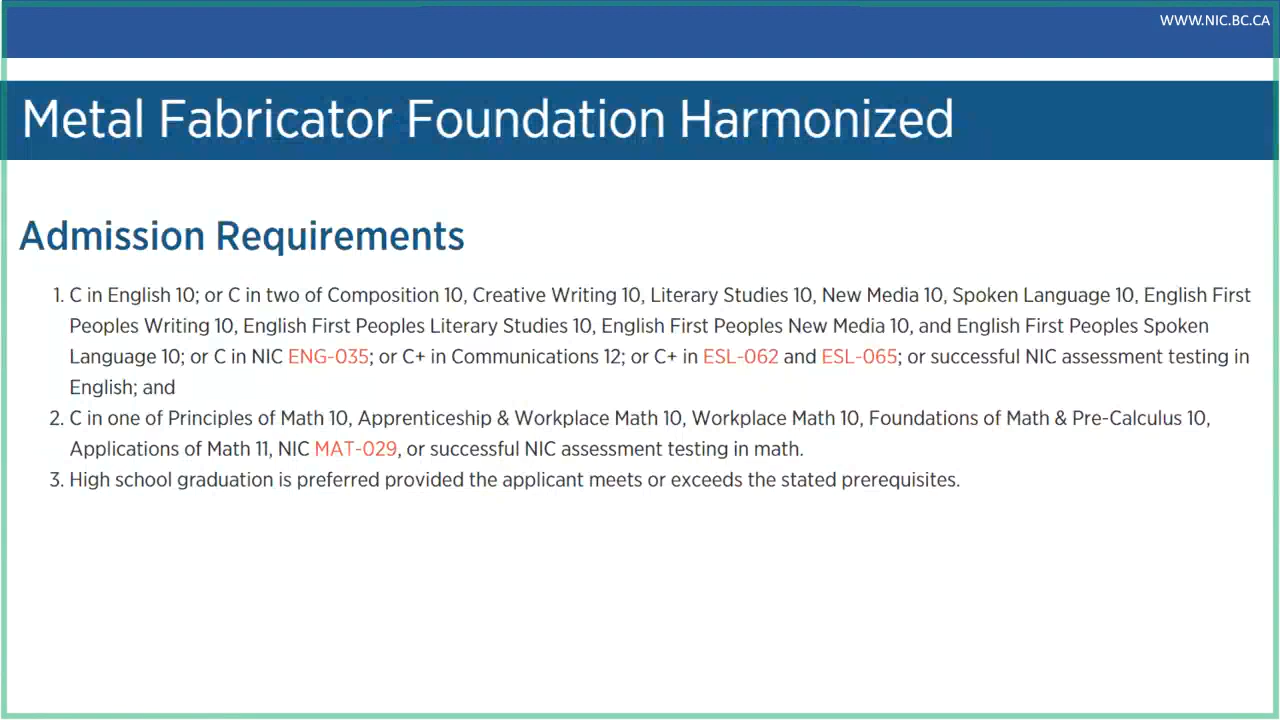 WWW.NIC.BC.CA
Metal Fabricator Foundation Harmonized
Admission Requirements
1. C in English 10; or C in two of Composition 10, Creative Writing 10, Literary Studies 10, New Media 10, Spoken Language 10, English First
Peoples Writing 10, English First Peoples Literary Studies 10, English First Peoples New Media 10, and English First Peoples Spoken
Language 10; or C in NIC ENG-035; or C+ in Communications 12; or C+ in ESL-062 and ESL-065; or successful NIC assessment testing in
English; and
2. C in one of Principles of Math 10, Apprenticeship & Workplace Math 10, Workplace Math 10, Foundations of Math & Pre-Calculus 10,
Applications of Math 11, NIC MAT-029, or successful NIC assessment testing in math.
3. High school graduation is preferred provided the applicant meets or exceeds the stated prerequisites.